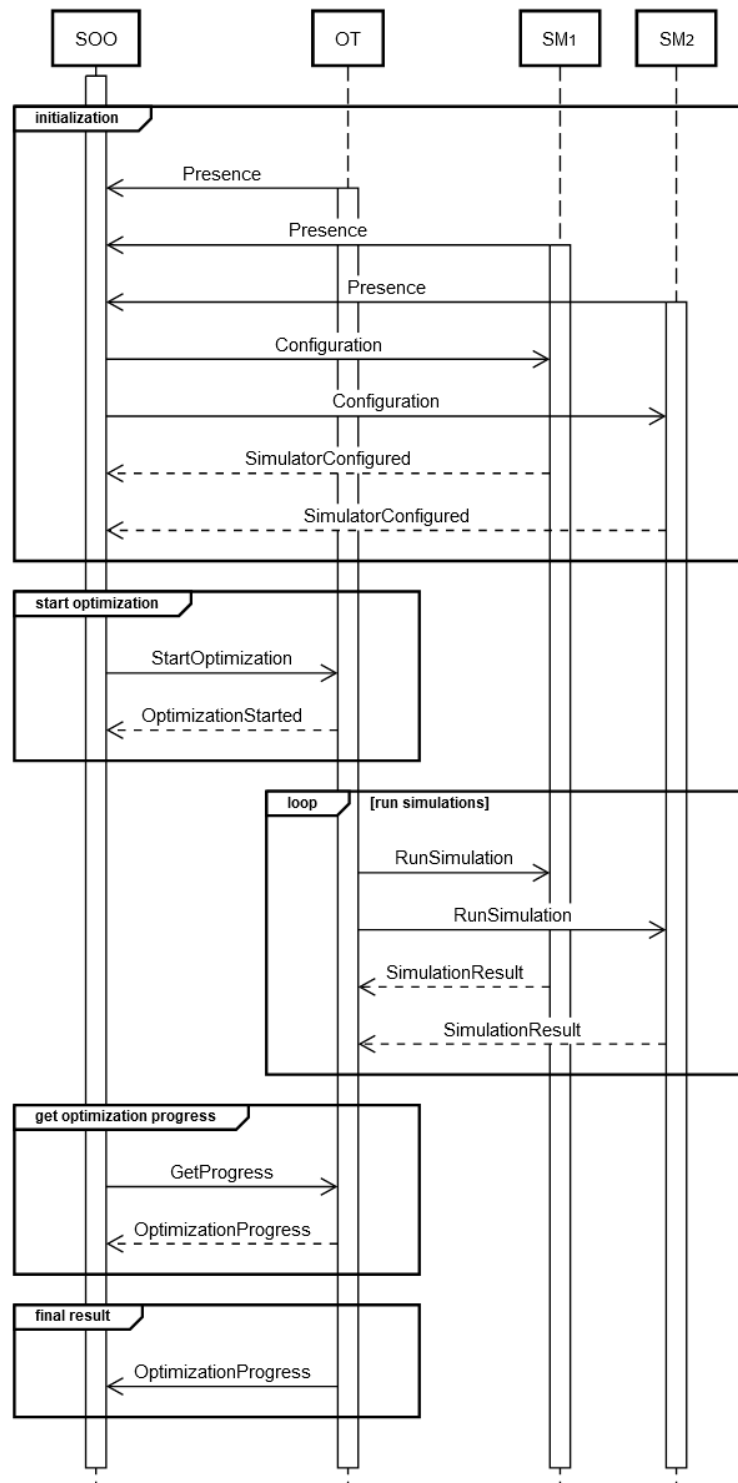 SOO OT SM1 SM2
initialization
Presence
Presence
Presence
Configuration
Configuration
SimulatorConfigured
SimulatorConfigured
start optimization
StartOptimization
OptimizationStarted
loop [run simulations]
RunSimulation
RunSimulation
SimulationResult
SimulationResult
get optimization progress
GetProgress
OptimizationProgress
final result
OptimizationProgress